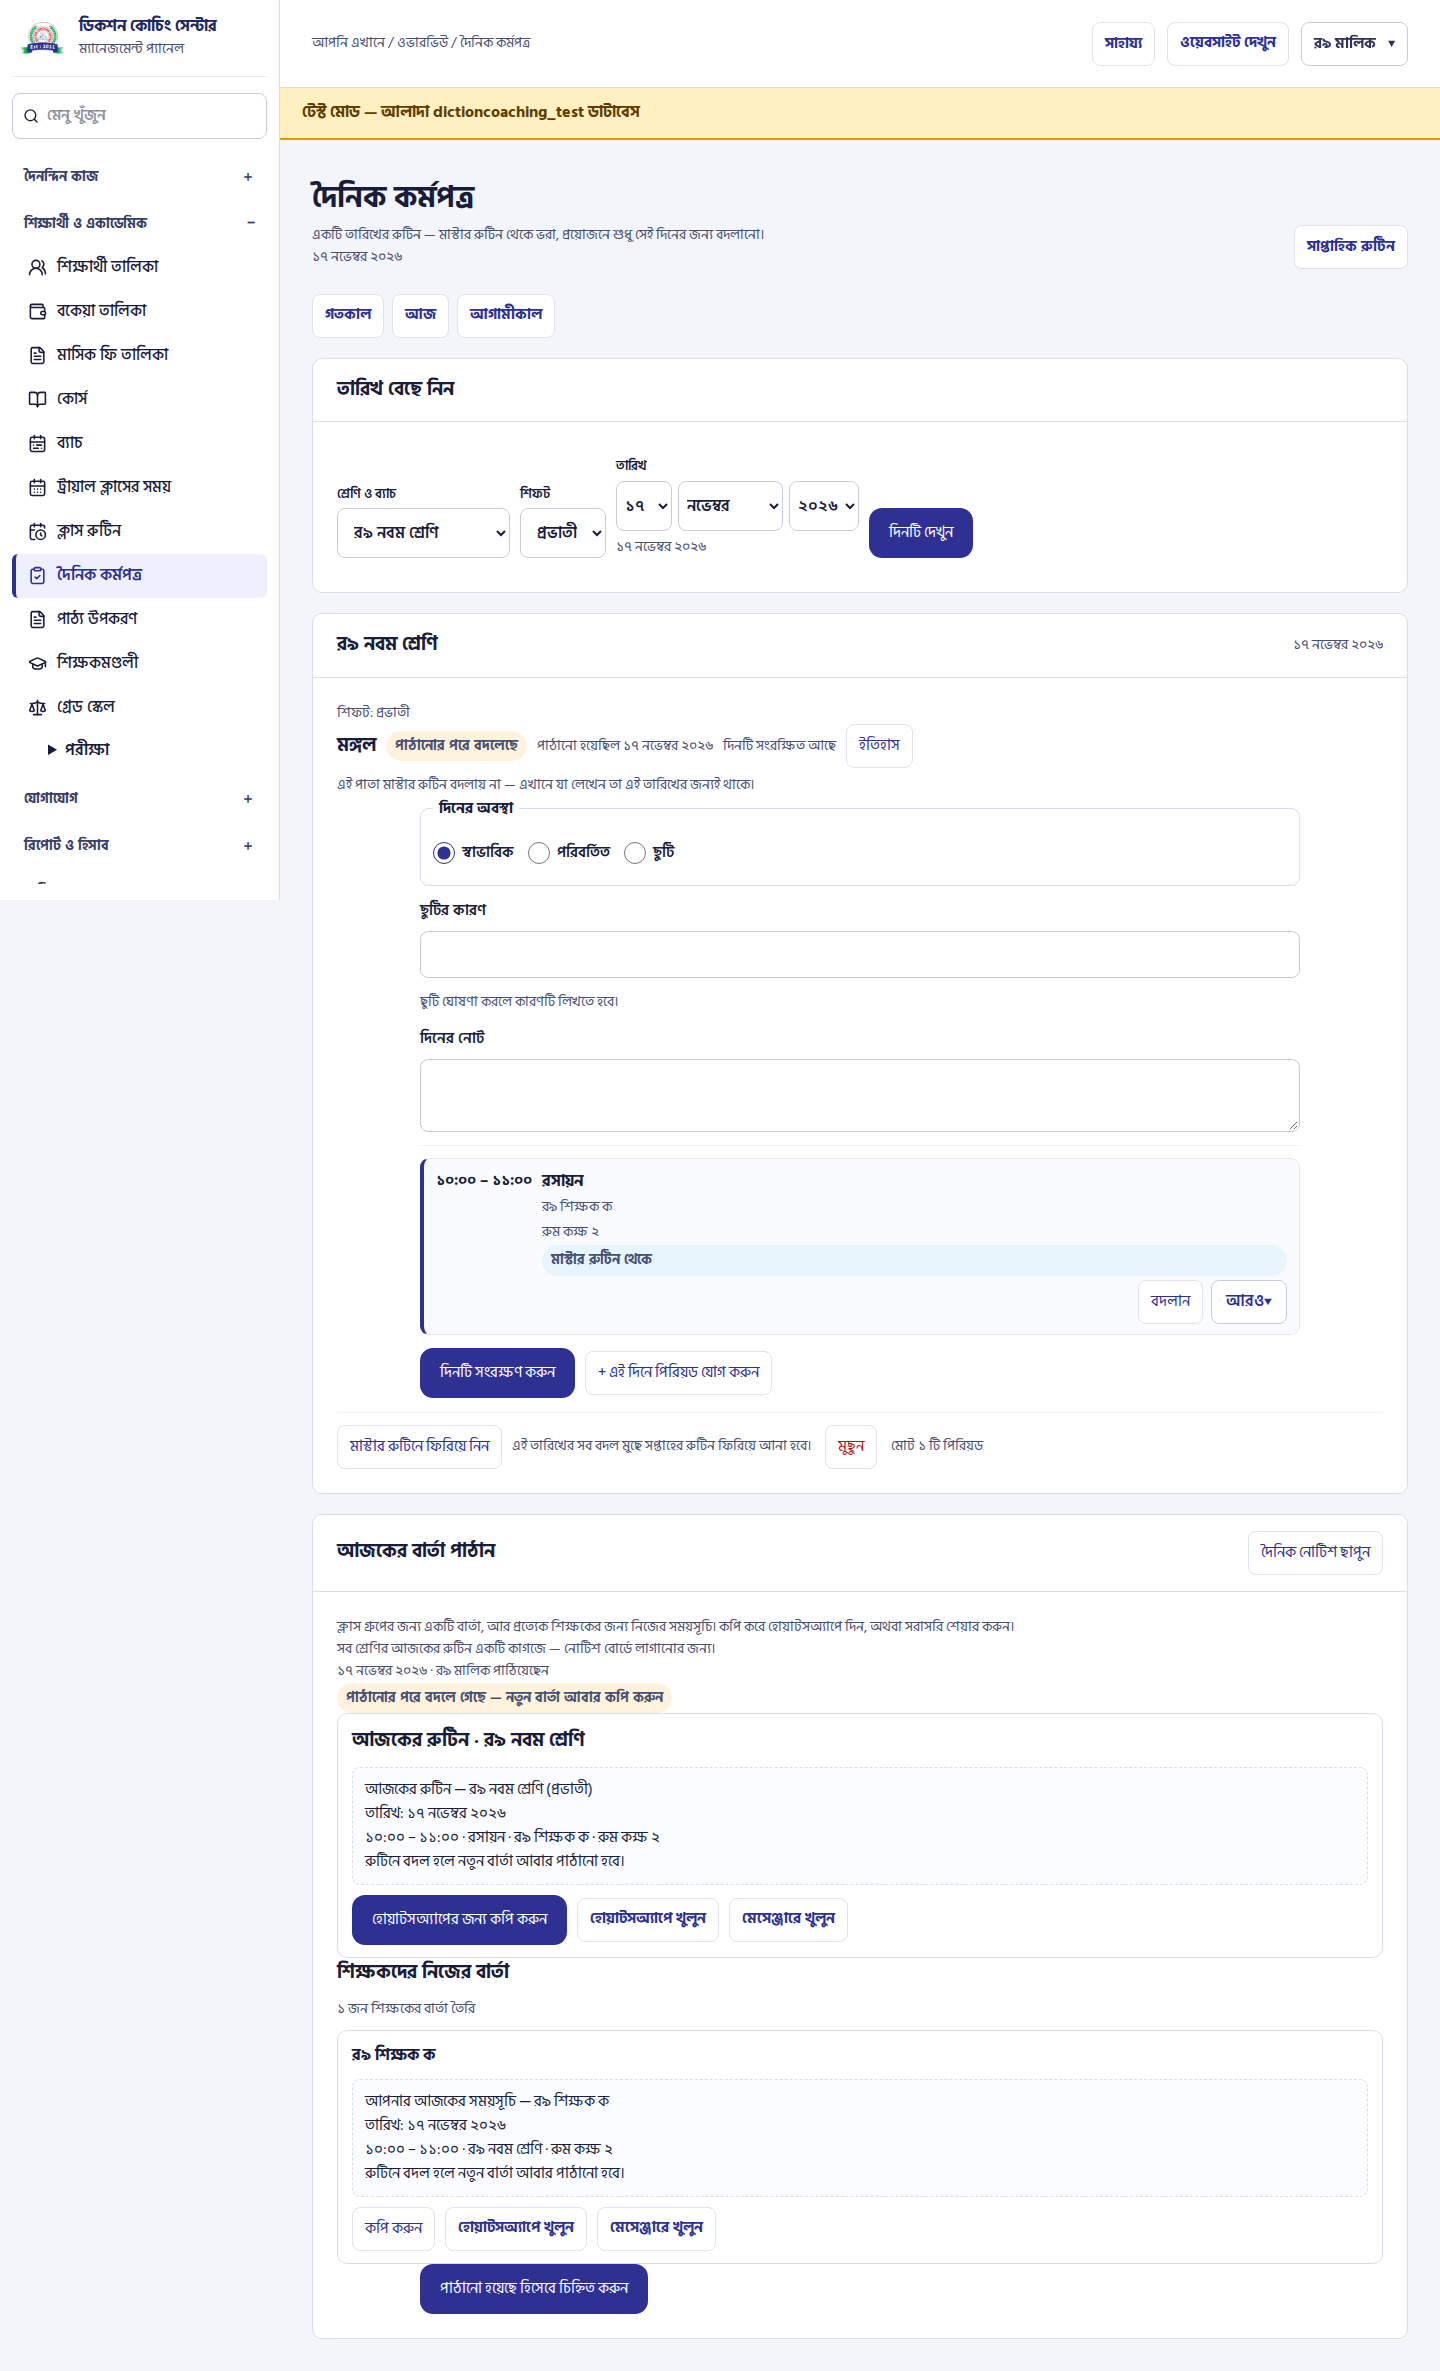 ডিকশন কোচিং সেন্টার
ম্যানেজমেন্ট প্যানেল
Est : 2011
মেনু খুঁজুন
দৈনন্দিন কাজ +
শিক্ষার্থী ও একাডেমিক −
শিক্ষার্থী তালিকা
বকেয়া তালিকা
মাসিক ফি তালিকা
কোর্স
ব্যাচ
ট্রায়াল ক্লাসের সময়
ক্লাস রুটিন
দৈনিক কর্মপত্র
পাঠ্য উপকরণ
শিক্ষকমণ্ডলী
গ্রেড স্কেল
পরীক্ষা
যোগাযোগ +
রিপোর্ট ও হিসাব +
আপনি এখানে / ওভারভিউ / দৈনিক কর্মপত্র
সাহায্য
ওয়েবসাইট দেখুন
র৯ মালিক
টেস্ট মোড — আলাদা dictioncoaching_test ডাটাবেস
দৈনিক কর্মপত্র
একটি তারিখের রুটিন — মাস্টার রুটিন থেকে ভরা, প্রয়োজনে শুধু সেই দিনের জন্য বদলানো।
১৭ নভেম্বর ২০২৬
সাপ্তাহিক রুটিন
গতকাল
আজ
আগামীকাল
তারিখ বেছে নিন
শ্রেণি ও ব্যাচ
র৯ নবম শ্রেণি
শিফট
প্রভাতী
তারিখ
১৭ নভেম্বর ২০২৬
১৭ নভেম্বর ২০২৬
দিনটি দেখুন
র৯ নবম শ্রেণি
১৭ নভেম্বর ২০২৬
শিফট: প্রভাতী
মঙ্গল পাঠানোর পরে বদলেছে পাঠানো হয়েছিল ১৭ নভেম্বর ২০২৬ দিনটি সংরক্ষিত আছে ইতিহাস
এই পাতা মাস্টার রুটিন বদলায় না — এখানে যা লেখেন তা এই তারিখের জন্যই থাকে।
দিনের অবস্থা
স্বাভাবিক পরিবর্তিত ছুটি
ছুটির কারণ
ছুটি ঘোষণা করলে কারণটি লিখতে হবে।
দিনের নোট
১০:০০ – ১১:০০ রসায়ন
র৯ শিক্ষক ক
রুম কক্ষ ২
মাস্টার রুটিন থেকে
বদলান
আরও
দিনটি সংরক্ষণ করুন
+ এই দিনে পিরিয়ড যোগ করুন
মাস্টার রুটিনে ফিরিয়ে নিন এই তারিখের সব বদল মুছে সপ্তাহের রুটিন ফিরিয়ে আনা হবে। মুছুন মোট ১ টি পিরিয়ড
আজকের বার্তা পাঠান
দৈনিক নোটিশ ছাপুন
ক্লাস গ্রুপের জন্য একটি বার্তা, আর প্রত্যেক শিক্ষকের জন্য নিজের সময়সূচি। কপি করে হোয়াটসঅ্যাপে দিন, অথবা সরাসরি শেয়ার করুন।
সব শ্রেণির আজকের রুটিন একটি কাগজে — নোটিশ বোর্ডে লাগানোর জন্য।
১৭ নভেম্বর ২০২৬ · র৯ মালিক পাঠিয়েছেন
পাঠানোর পরে বদলে গেছে — নতুন বার্তা আবার কপি করুন
আজকের রুটিন · র৯ নবম শ্রেণি
আজকের রুটিন — র৯ নবম শ্রেণি (প্রভাতী)
তারিখ: ১৭ নভেম্বর ২০২৬
১০:০০ – ১১:০০ · রসায়ন · র৯ শিক্ষক ক · রুম কক্ষ ২
রুটিনে বদল হলে নতুন বার্তা আবার পাঠানো হবে।
হোয়াটসঅ্যাপের জন্য কপি করুন
হোয়াটসঅ্যাপে খুলুন
মেসেঞ্জারে খুলুন
শিক্ষকদের নিজের বার্তা
১ জন শিক্ষকের বার্তা তৈরি
র৯ শিক্ষক ক
আপনার আজকের সময়সূচি — র৯ শিক্ষক ক
তারিখ: ১৭ নভেম্বর ২০২৬
১০:০০ – ১১:০০ · র৯ নবম শ্রেণি · রুম কক্ষ ২
রুটিনে বদল হলে নতুন বার্তা আবার পাঠানো হবে।
কপি করুন
হোয়াটসঅ্যাপে খুলুন
মেসেঞ্জারে খুলুন
পাঠানো হয়েছে হিসেবে চিহ্নিত করুন